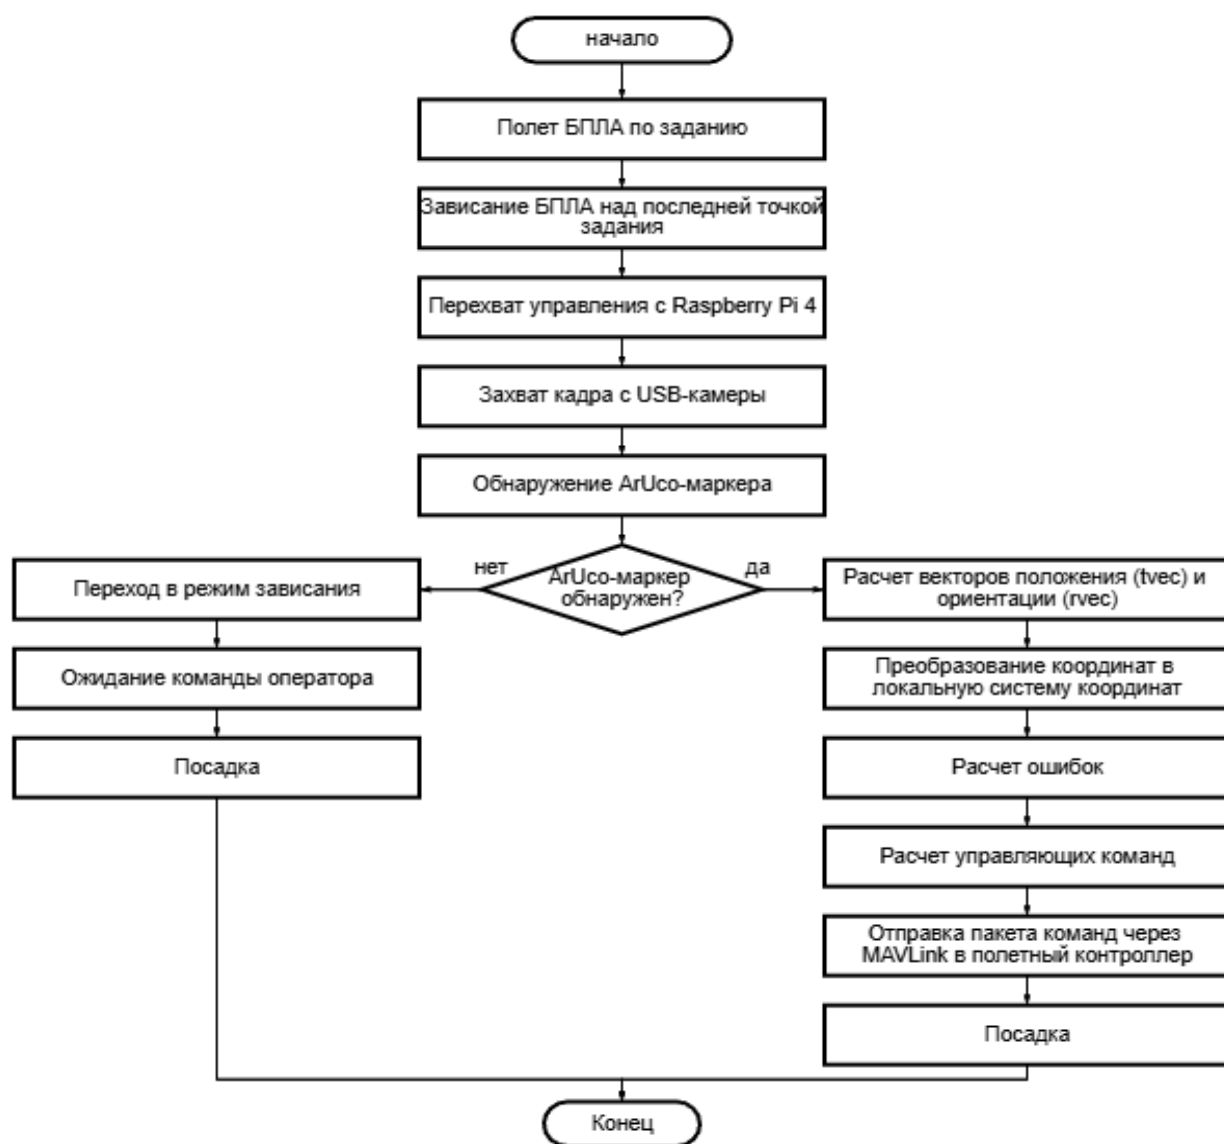 начало
Полет БПЛА по заданию
Зависание БПЛА над последней точкой
задания
Перехват управления с Raspberry Pi 4
Захват кадра с USB-камеры
Обнаружение ArUco-маркера
нет
ArUco-маркер
обнаружен?
да
Переход в режим зависания
Ожидание команды оператора
Посадка
Расчет векторов положения (tvec) и
ориентации (rvec)
Преобразование координат в
локальную систему координат
Расчет ошибок
Расчет управляющих команд
Отправка пакета команд через
MAVLink в полетный контроллер
Посадка
Конец